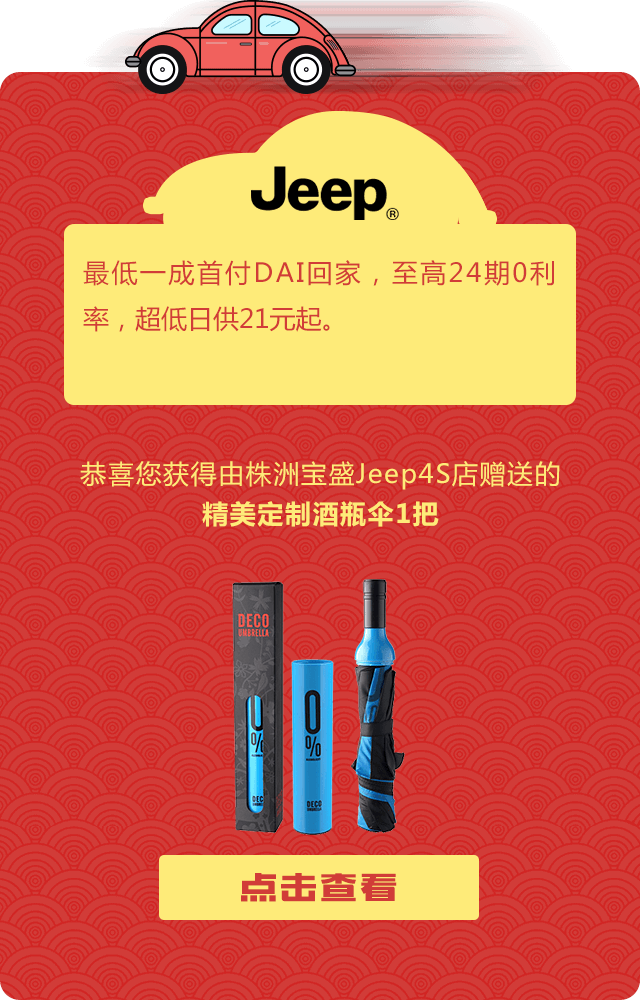 Jeep®
最低一成首付DAI回家，至高24期0利
率，超低日供21元起。
恭喜您获得由株洲宝盛Jeep4S店赠送的
精美定制酒瓶伞1把
DECO
UMBRELLA
0%
DECO
0%
DECO
点击查看